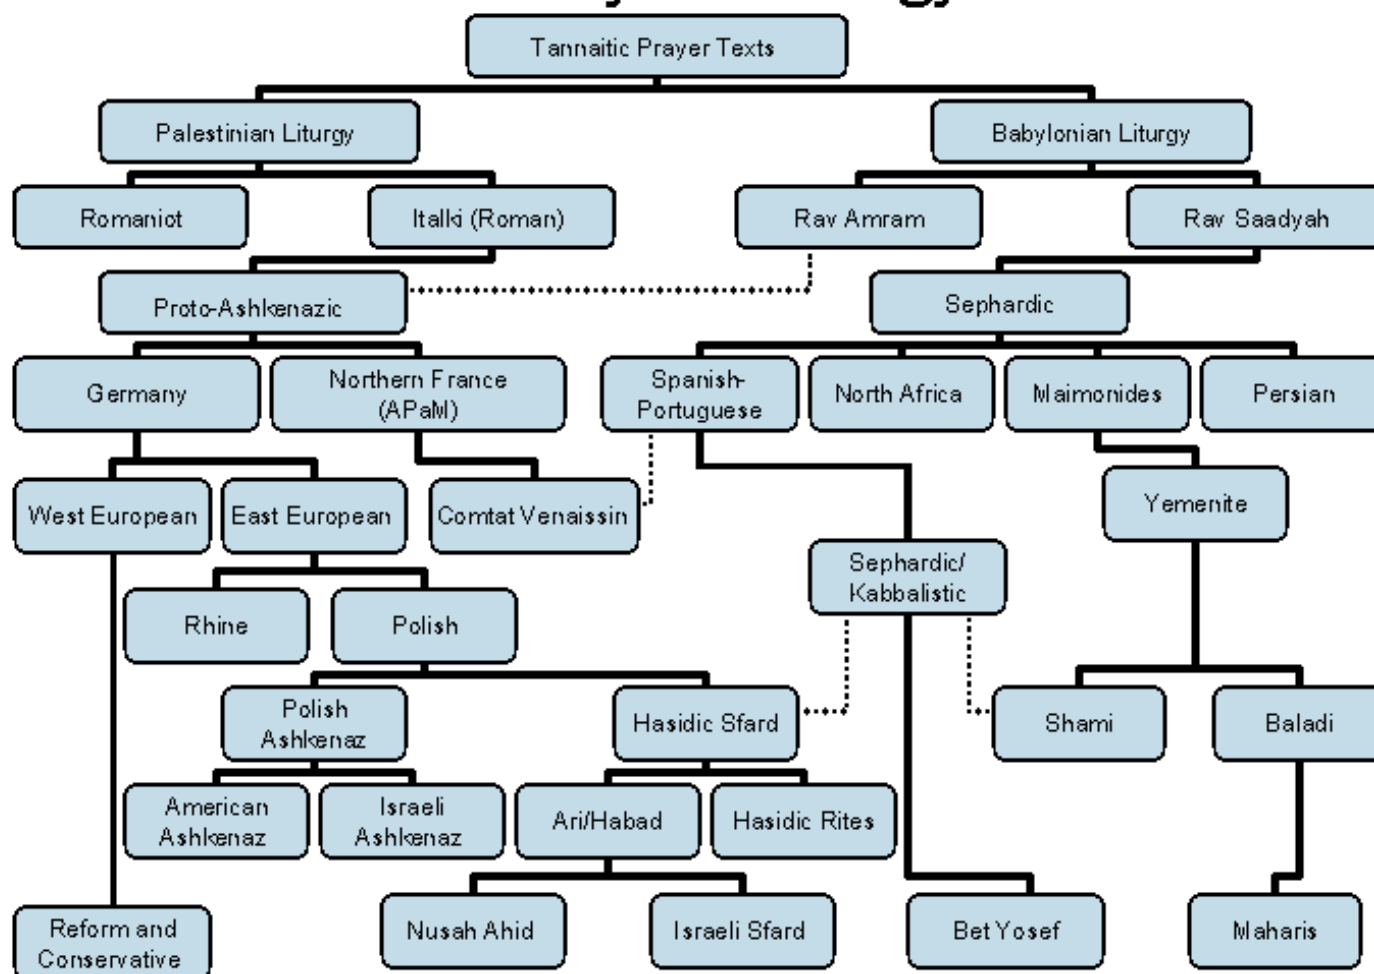 Tannaitic Prayer Texts
Palestinian Liturgy
Babylonian Liturgy
Romaniot
Italki (Roman)
Rav Amram
Rav Saadyah
Proto-Ashkenazic
Sephardic
Germany
Northern France
(APaM)
Spanish-
Portuguese
North Africa
Maimonides
Persian
West European
East European
Comtat Venaissin
Yemenite
Sephardic/
Kabbalistic
Rhine
Polish
Polish
Ashkenaz
Hasidic Sfard
Shami
Baladi
American
Ashkenaz
Israeli
Ashkenaz
Ari/Habad
Hasidic Rites
Reform and
Conservative
Nusah Ahid
Israeli Sfard
Bet Yosef
Maharis